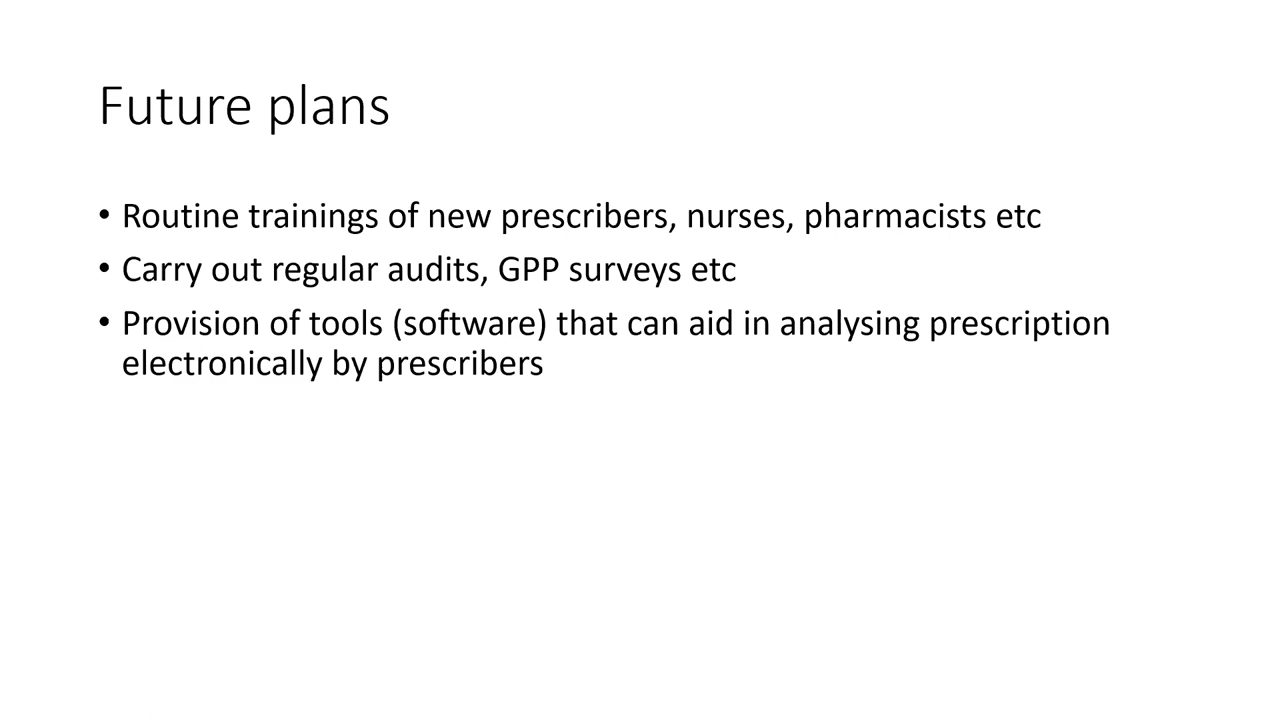 Future plans
• Routine trainings of new prescribers, nurses, pharmacists etc
• Carry out regular audits, GPP surveys etc
• Provision of tools (software) that can aid in analysing prescription
electronically by prescribers